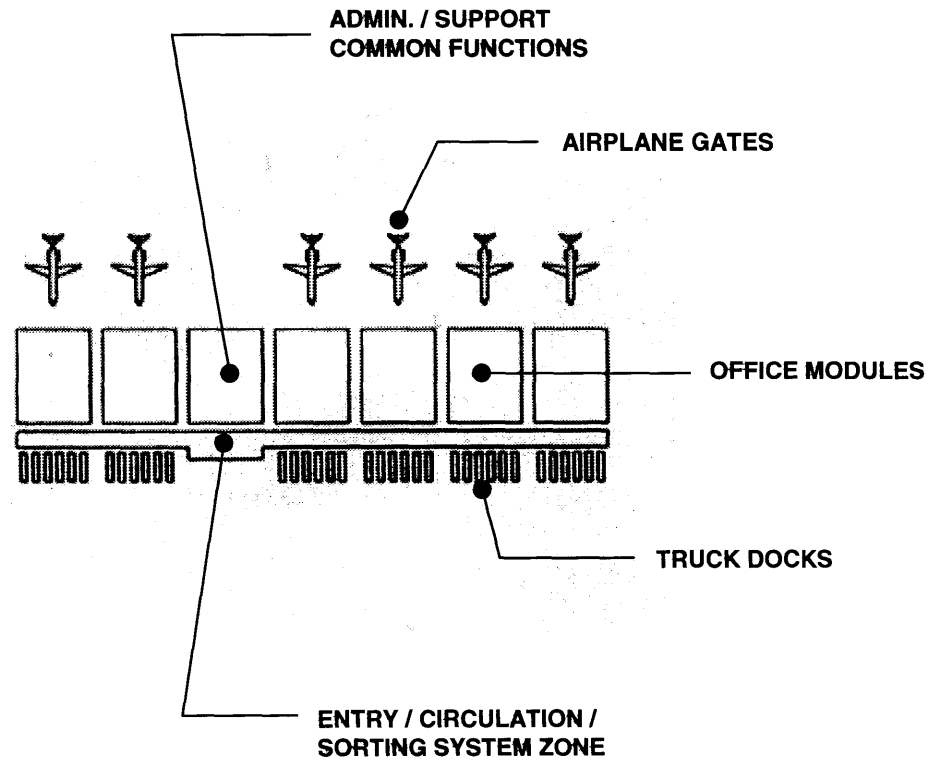 ADMIN. / SUPPORT
COMMON FUNCTIONS
AIRPLANE GATES
OFFICE MODULES
TRUCK DOCKS
ENTRY / CIRCULATION /
SORTING SYSTEM ZONE